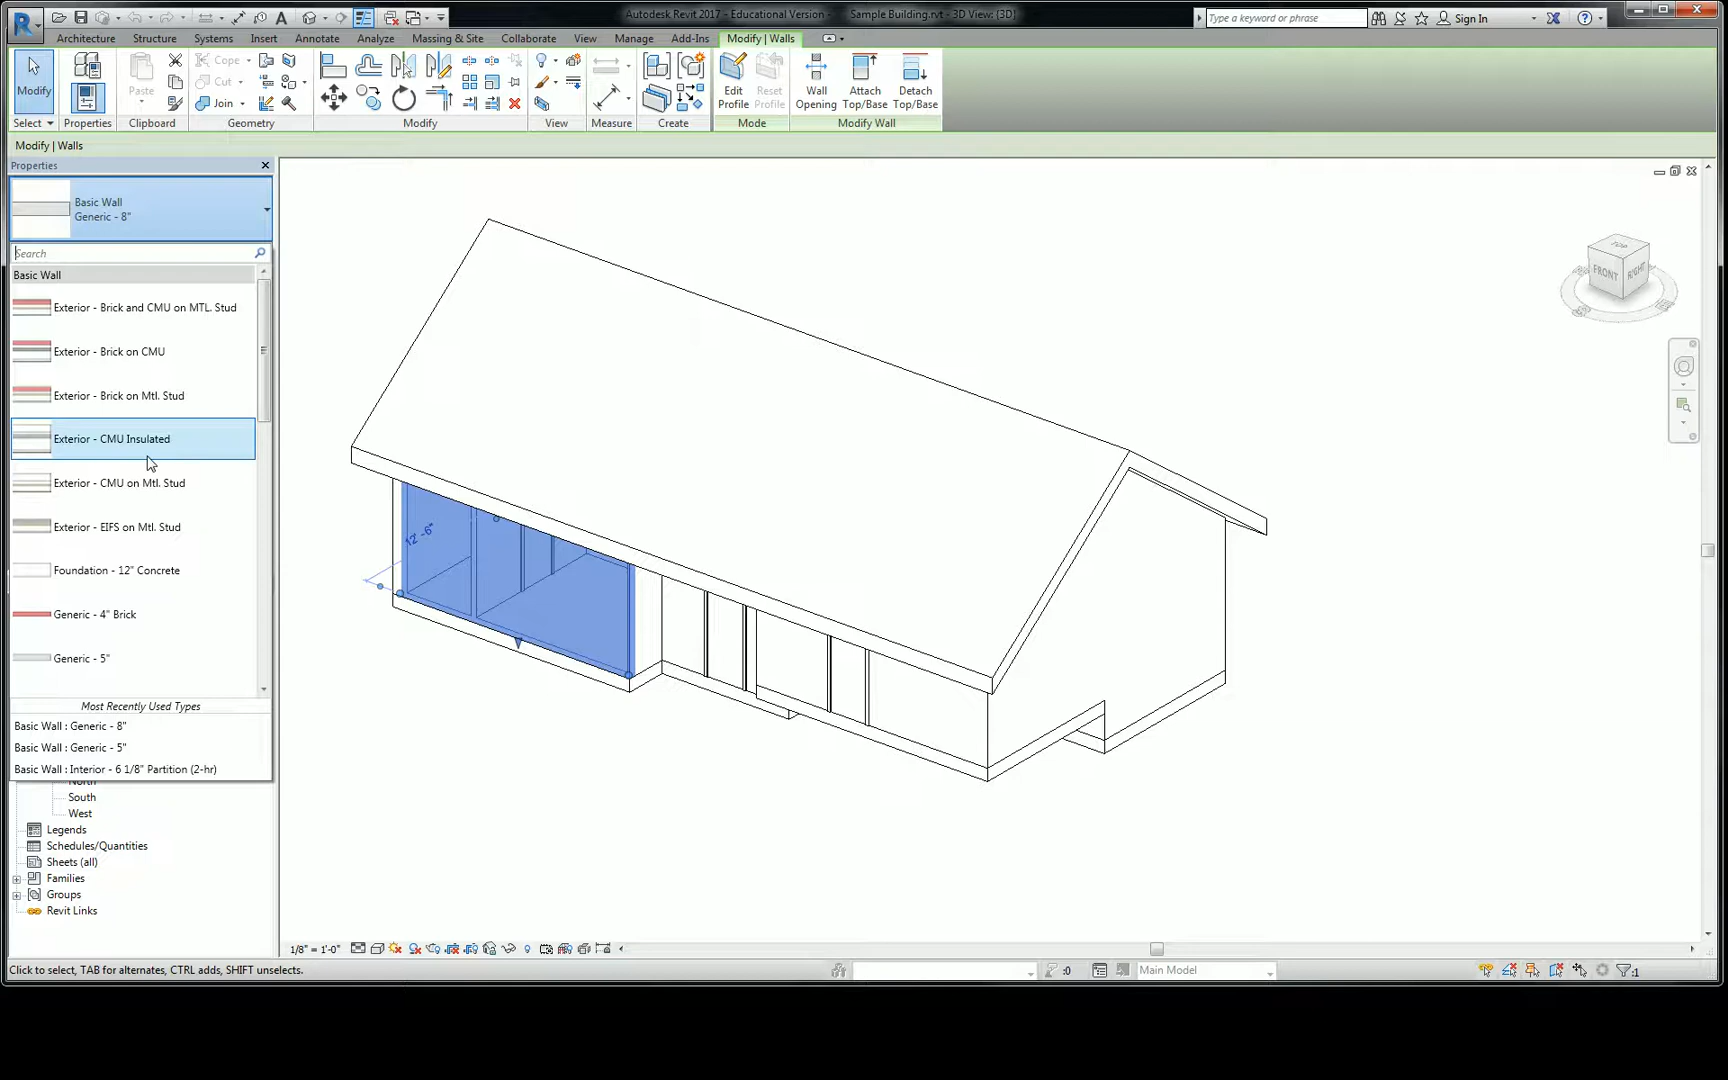 Autodesk Revit 2017 - Educational Version - Sample Building.rvt - 3D View: {3D}
Type a keyword or phrase
Sign In
Architecture Structure Systems Insert Annotate Analyze Massing & Site Collaborate View Manage Add-Ins Modify | Walls
Modify
Paste
Cope
Cut
Join
Edit Profile
Reset Profile
Wall Opening
Attach Top/Base
Detach Top/Base
Select Properties Clipboard Geometry Modify View Measure Create Mode Modify Wall
Modify | Walls
Properties
Basic Wall
Generic - 8"
Search
Basic Wall
Exterior - Brick and CMU on MTL. Stud
Exterior - Brick on CMU
Exterior - Brick on Mtl. Stud
Exterior - CMU Insulated
Exterior - CMU on Mtl. Stud
Exterior - EIFS on Mtl. Stud
Foundation - 12" Concrete
Generic - 4" Brick
Generic - 5"
Most Recently Used Types
Basic Wall : Generic - 8"
Basic Wall : Generic - 5"
Basic Wall : Interior - 6 1/8" Partition (2-hr)
North
South
West
Legends
Schedules/Quantities
Sheets (all)
Families
Groups
Revit Links
12' - 6"
TOP
FRONT
RIGHT
1/8" = 1'-0"
Click to select, TAB for alternates, CTRL adds, SHIFT unselects.
:0
Main Model
:1